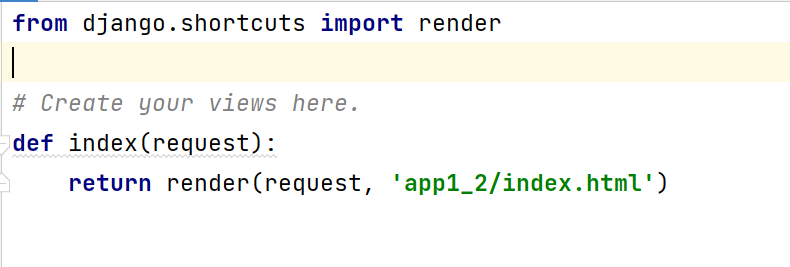 from django.shortcuts import render
# Create your views here.
def index(request):
    return render(request, 'app1_2/index.html')